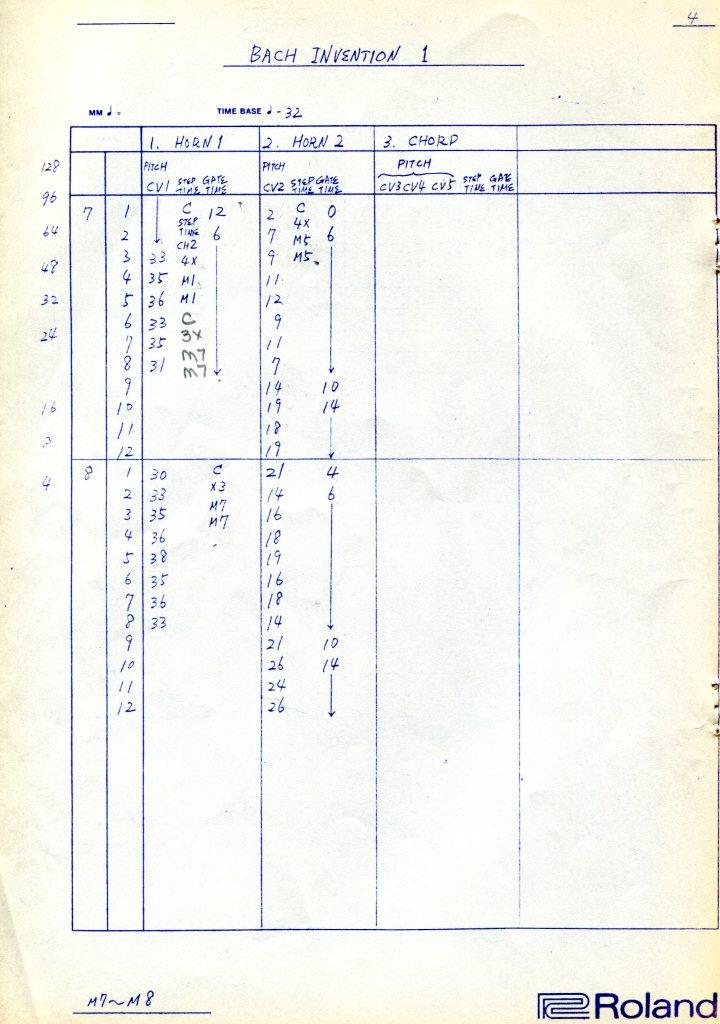 4
BACH INVENTION 1
MM ♩ =
TIME BASE ♩ - 32
1. HORN 1 2. HORN 2 3. CHORD
128 PITCH PITCH PITCH
CV1 STEP TIME GATE TIME CV2 STEP TIME GATE TIME CV3 CV4 CV5 STEP TIME GATE TIME
96
7 1 C 12 2 C 0
64 2 STEP TIME CH2 6 7 4X M5 6
3 33 4X 9 M5
48 4 35 M1 11
32 5 36 M1 12
6 33 C 9
24 7 35 3X 11
8 31 M7 M7 7
9 14 10
16 10 19 14
11 18
3 12 19
4 8 1 30 C 21 4
2 33 X3 14 6
3 35 M7 M7 16
4 36 18
5 38 19
6 35 16
7 36 18
8 33 14
9 21 10
10 26 14
11 24
12 26
M7~M8
Roland